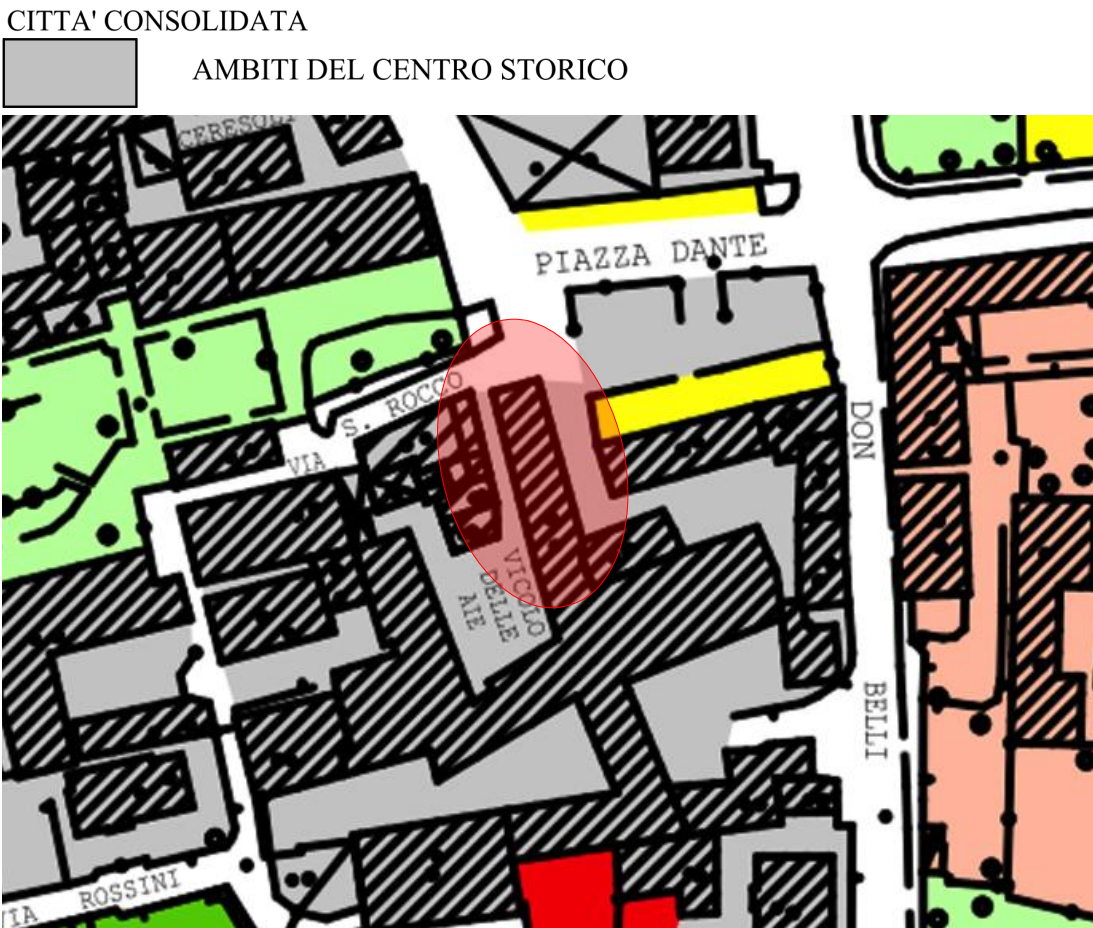 CITTA' CONSOLIDATA
AMBITI DEL CENTRO STORICO
CERESOLI
PIAZZA DANTE
VIA S. ROCCO
DON
VICOLO
DELLE
AIE
BELLI
VIA ROSSINI